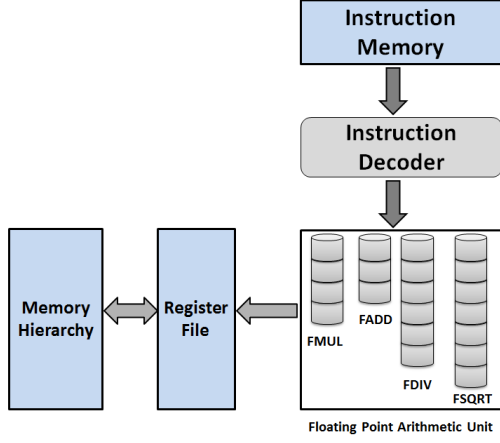 Instruction
Memory
Instruction
Decoder
Memory
Hierarchy
Register
File
FMUL
FADD
FDIV
FSQRT
Floating Point Arithmetic Unit